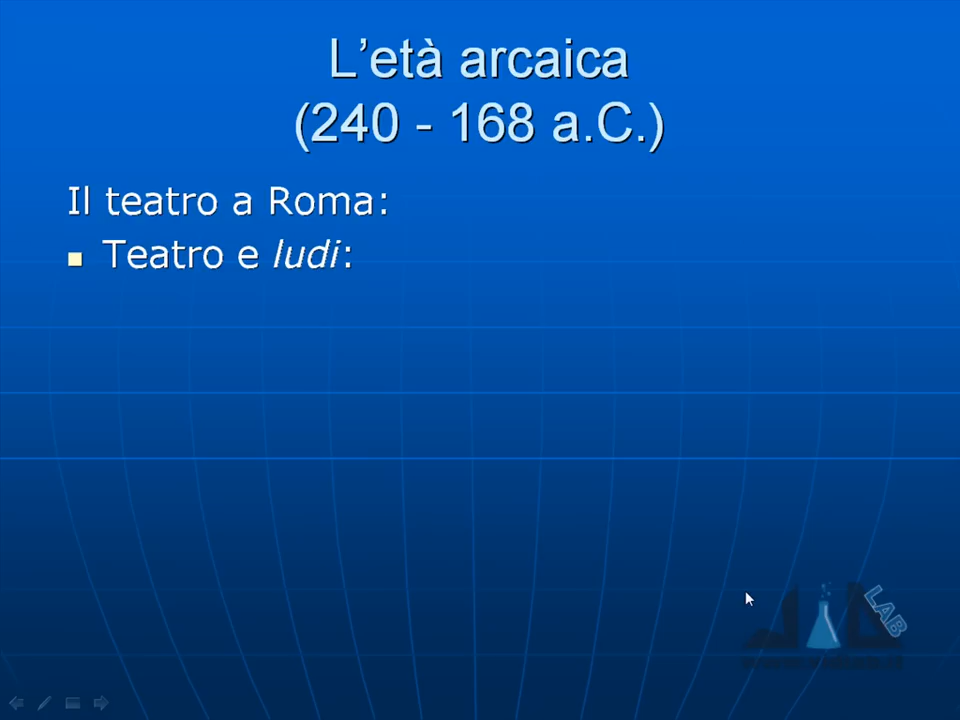 L'età arcaica
(240 - 168 a.C.)
Il teatro a Roma:
Teatro e ludi:
LAB